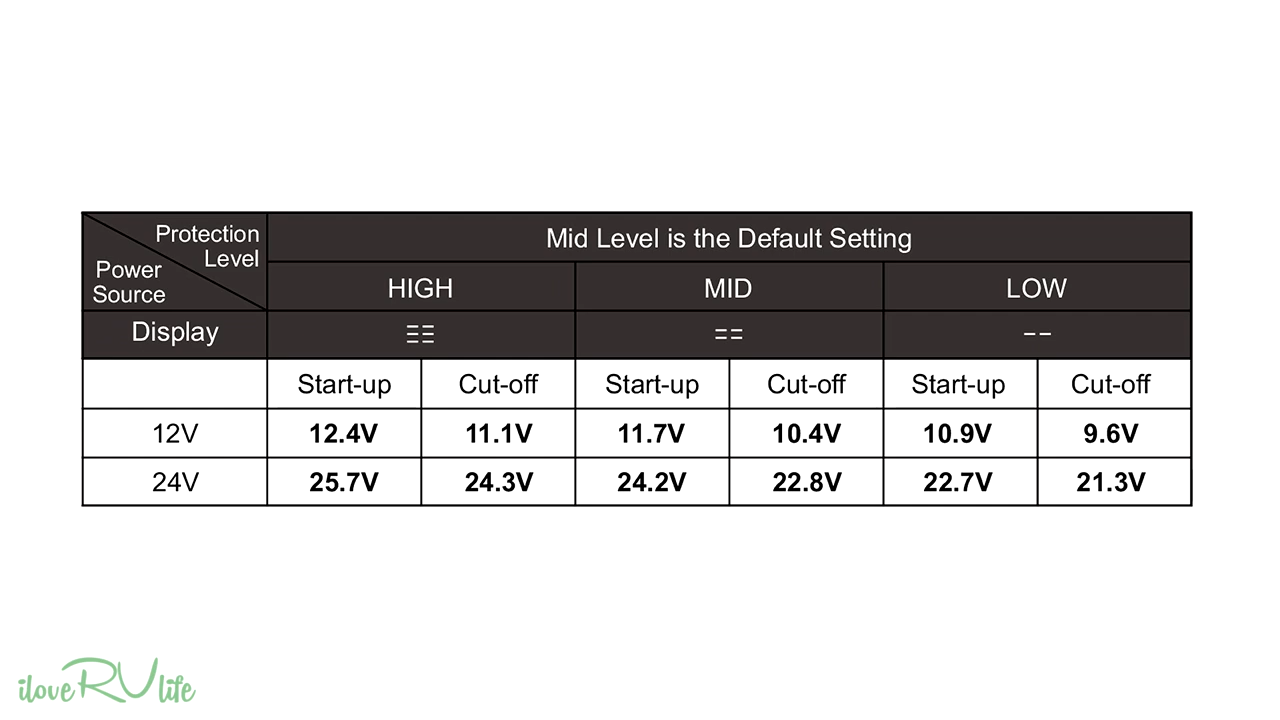 Protection
Level
Power
Source
Mid Level is the Default Setting
HIGH MID LOW
Display
Start-up Cut-off Start-up Cut-off Start-up Cut-off
12V 12.4V 11.1V 11.7V 10.4V 10.9V 9.6V
24V 25.7V 24.3V 24.2V 22.8V 22.7V 21.3V
iloveRVlife